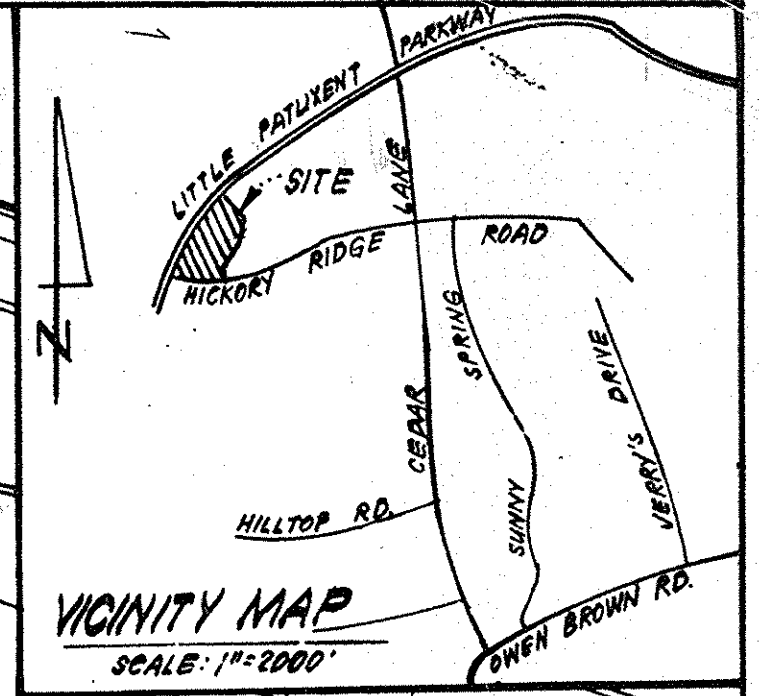 LITTLE PATUXENT PARKWAY
SITE
CEDAR LANE
HICKORY RIDGE ROAD
SUNNY SPRING
VERRY'S DRIVE
HILLTOP RD.
OWEN BROWN RD.
N
VICINITY MAP
SCALE: 1"=2000'